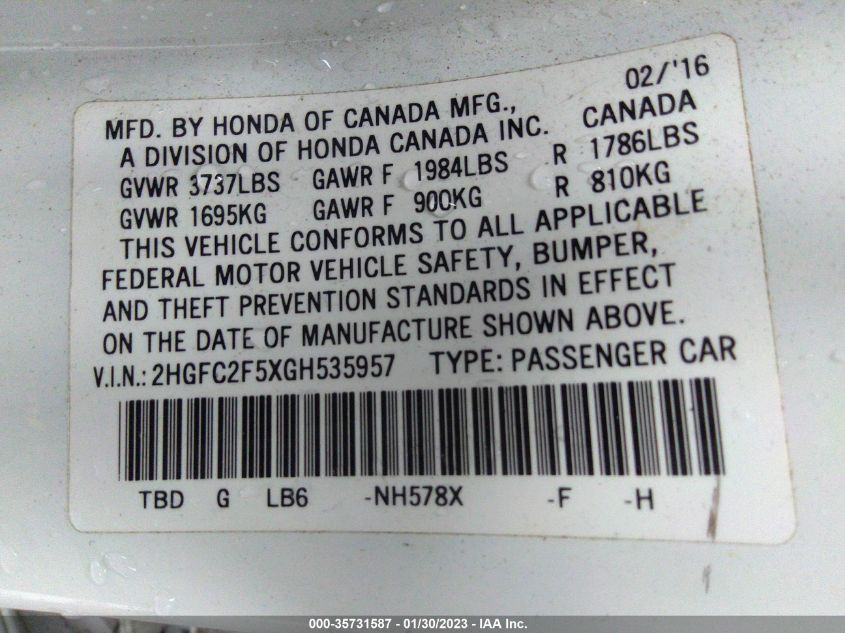 02/'16
MFD. BY HONDA OF CANADA MFG., CANADA
A DIVISION OF HONDA CANADA INC.
GVWR 3737LBS GAWR F 1984LBS R 1786LBS
GVWR 1695KG GAWR F 900KG R 810KG
THIS VEHICLE CONFORMS TO ALL APPLICABLE
FEDERAL MOTOR VEHICLE SAFETY, BUMPER,
AND THEFT PREVENTION STANDARDS IN EFFECT
ON THE DATE OF MANUFACTURE SHOWN ABOVE.
V.I.N.: 2HGFC2F5XGH535957 TYPE: PASSENGER CAR
TBD G LB6 -NH578X -F -H
000-35731587 - 01/30/2023 - IAA Inc.